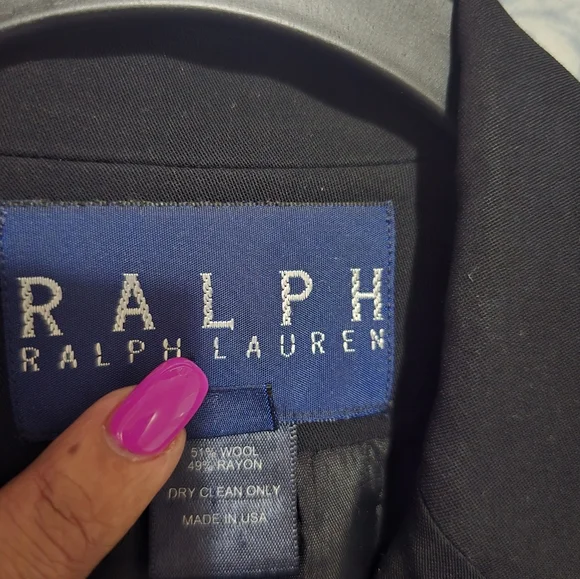 RALPH
RALPH LAUREN
51% WOOL
49% RAYON
DRY CLEAN ONLY
MADE IN USA